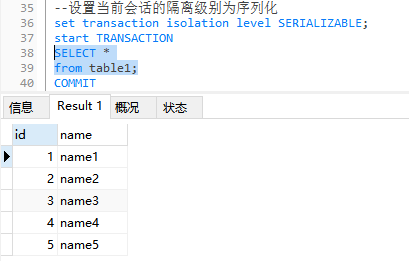 35 --设置当前会话的隔离级别为序列化
36 set transaction isolation level SERIALIZABLE;
37 start TRANSACTION
38 SELECT *
39 from table1;
40 COMMIT
信息 Result 1 概况 状态
id name
1 name1
2 name2
3 name3
4 name4
5 name5